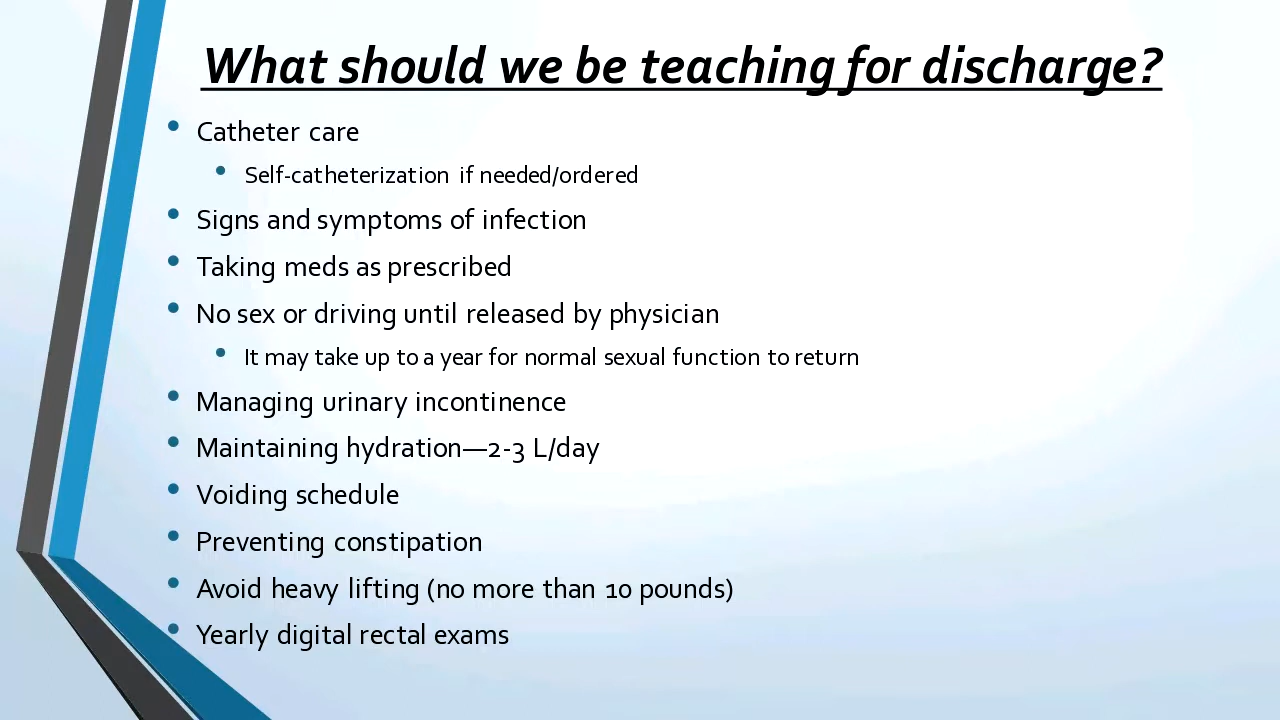 What should we be teaching for discharge?
• Catheter care
• Self-catheterization if needed/ordered
• Signs and symptoms of infection
• Taking meds as prescribed
• No sex or driving until released by physician
• It may take up to a year for normal sexual function to return
• Managing urinary incontinence
• Maintaining hydration—2-3 L/day
• Voiding schedule
• Preventing constipation
• Avoid heavy lifting (no more than 10 pounds)
• Yearly digital rectal exams